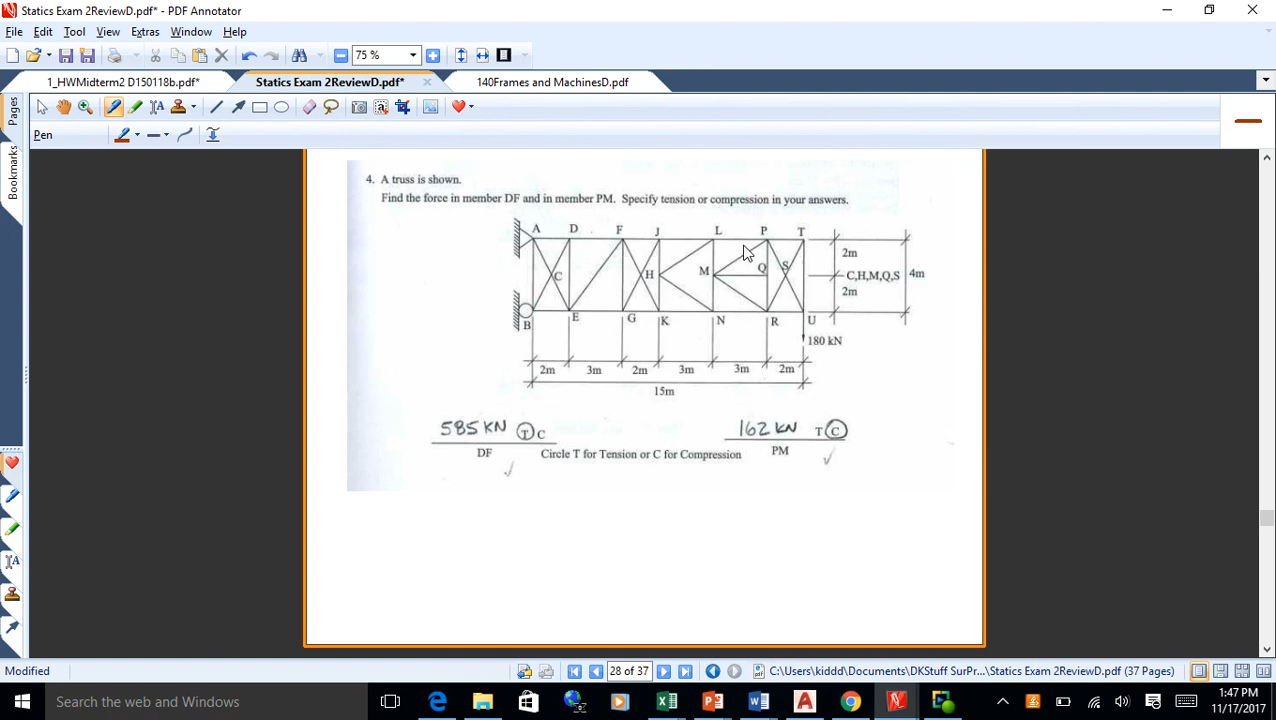 Statics Exam 2ReviewD.pdf* - PDF Annotator
File Edit Tool View Extras Window Help
75 %
1_HWMidterm2 D150118b.pdf* Statics Exam 2ReviewD.pdf* 140Frames and MachinesD.pdf
Pen
Pages
Bookmarks
4. A truss is shown.
Find the force in member DF and in member PM. Specify tension or compression in your answers.
A D F J L P T
2m
C H M Q S C,H,M,Q,S 4m
2m
B E G K N R U
180 kN
2m 3m 2m 3m 3m 2m
15m
585 KN T C 162 KN T C
DF Circle T for Tension or C for Compression PM
Modified 28 of 37 C:\Users\kiddd\Documents\DKStuff SurPr...\Statics Exam 2ReviewD.pdf (37 Pages)
Search the web and Windows 1:47 PM
11/17/2017